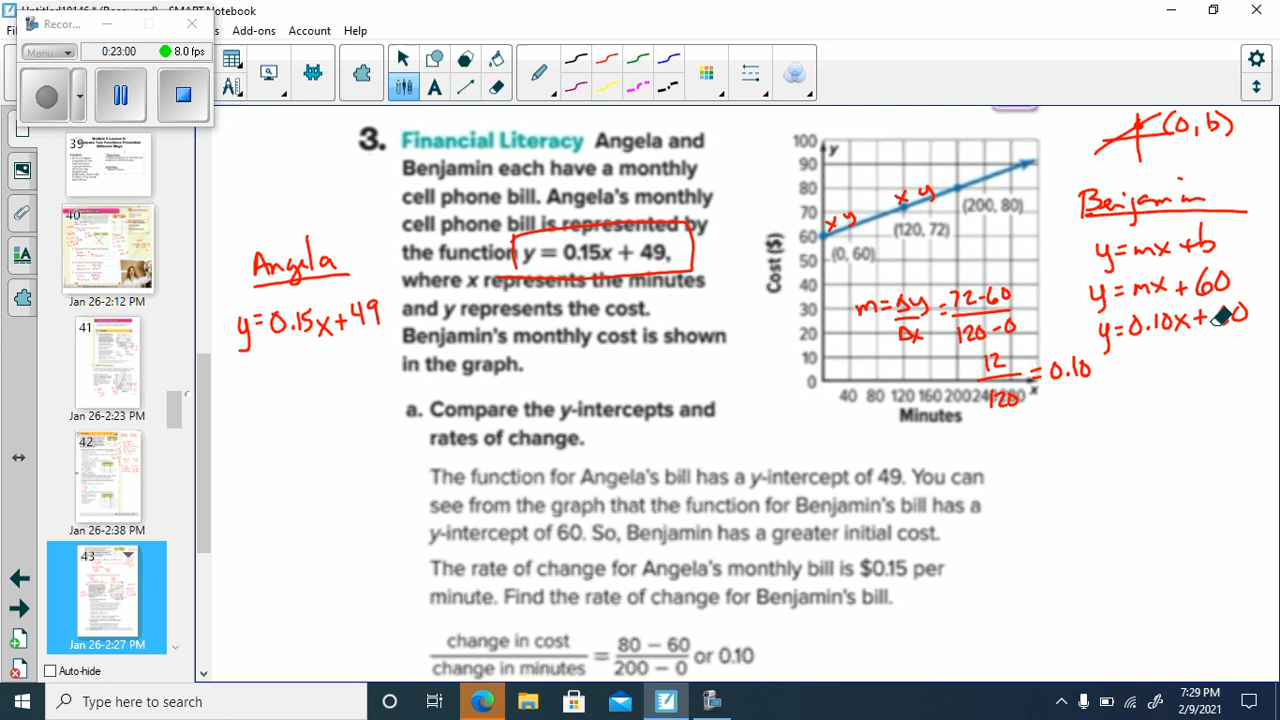 SMART Notebook
Recor...
Menu
0:23:00
8.0 fps
Add-ons Account Help
39
40
Jan 26-2:12 PM
41
Jan 26-2:23 PM
42
Jan 26-2:38 PM
43
Jan 26-2:27 PM
Auto-hide
3. Financial Literacy Angela and
Benjamin each have a monthly
cell phone bill. Angela's monthly
cell phone bill is represented by
the function y = 0.15x + 49,
where x represents the minutes
and y represents the cost.
Benjamin's monthly cost is shown
in the graph.
Angela
y=0.15x+49
a. Compare the y-intercepts and
rates of change.
The function for Angela's bill has a y-intercept of 49. You can
see from the graph that the function for Benjamin's bill has a
y-intercept of 60. So, Benjamin has a greater initial cost.
The rate of change for Angela's monthly bill is $0.15 per
minute. Find the rate of change for Benjamin's bill.
change in cost
change in minutes
= 80 − 60
200 − 0
or 0.10
Cost ($)
100
90
80
70
60
50
40
30
20
10
0
y
x y
x y
(200, 80)
(120, 72)
(0, 60)
m = Δy = 72-60
Δx 120-0
12
120
= 0.10
40 80 120 160 200
x
Minutes
(0, b)
Benjamin
y=mx+b
y=mx+60
y=0.10x+
Type here to search
7:29 PM
2/9/2021